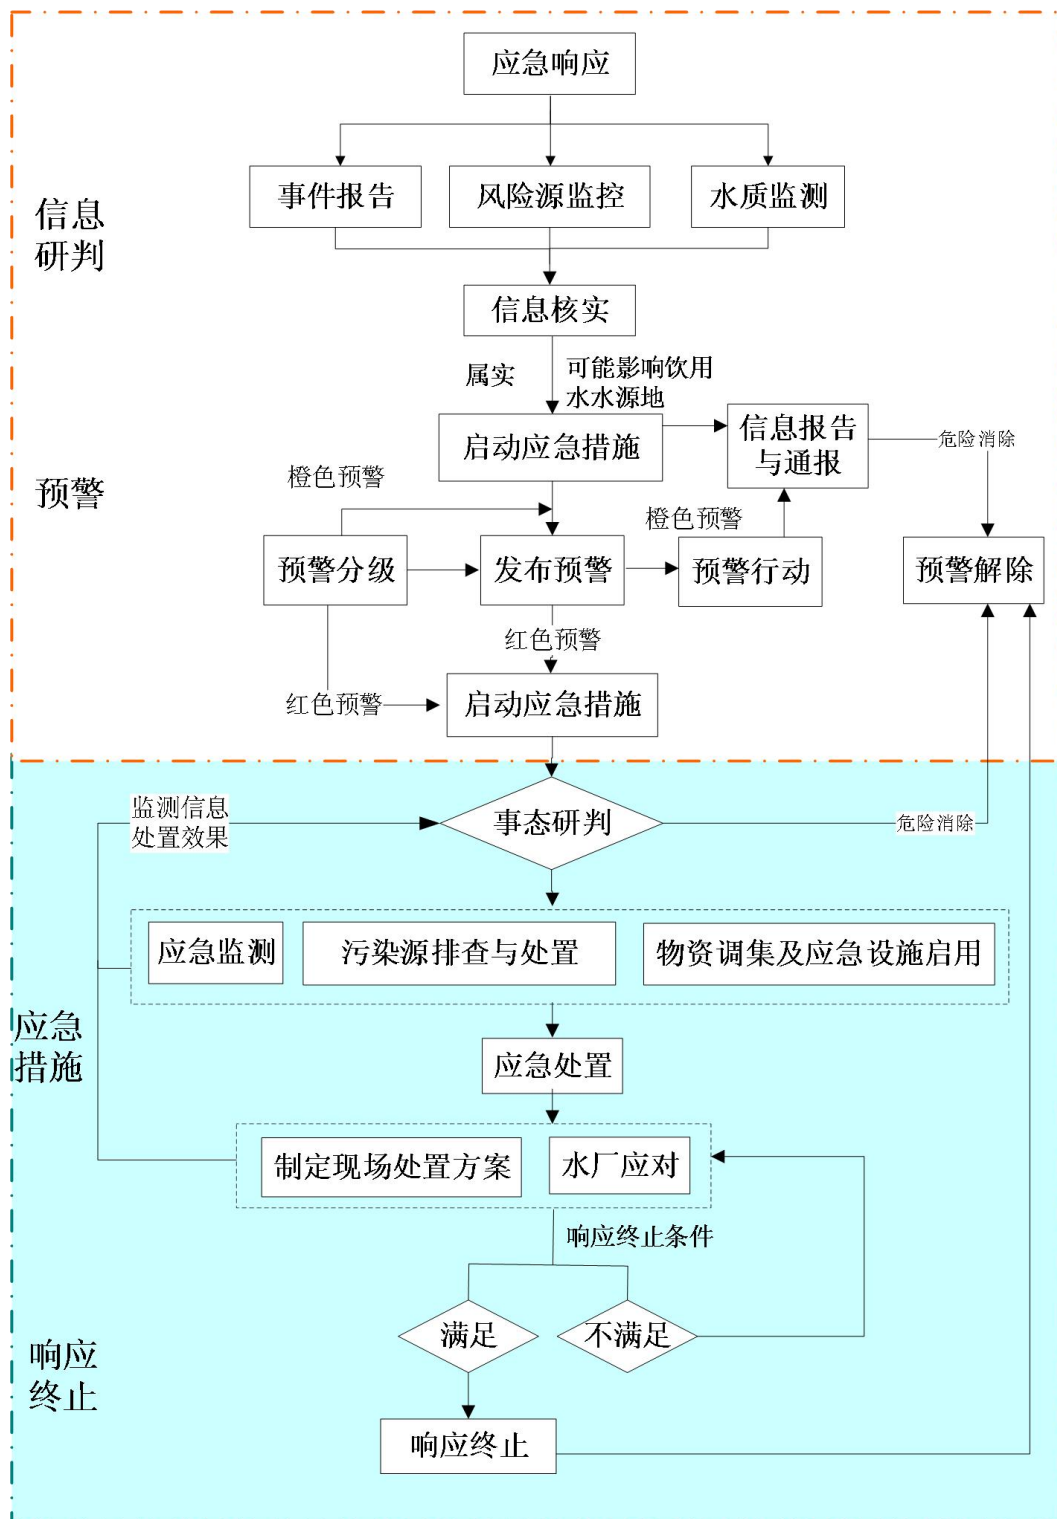 应急响应
事件报告
风险源监控
水质监测
信息
研判
信息核实
属实
可能影响饮用
水水源地
启动应急措施
信息报告
与通报
危险消除
预警
橙色预警
橙色预警
预警分级
发布预警
预警行动
预警解除
红色预警
红色预警
启动应急措施
监测信息
处置效果
事态研判
危险消除
应急监测
污染源排查与处置
物资调集及应急设施启用
应急
措施
应急处置
制定现场处置方案
水厂应对
响应终止条件
满足
不满足
响应
终止
响应终止